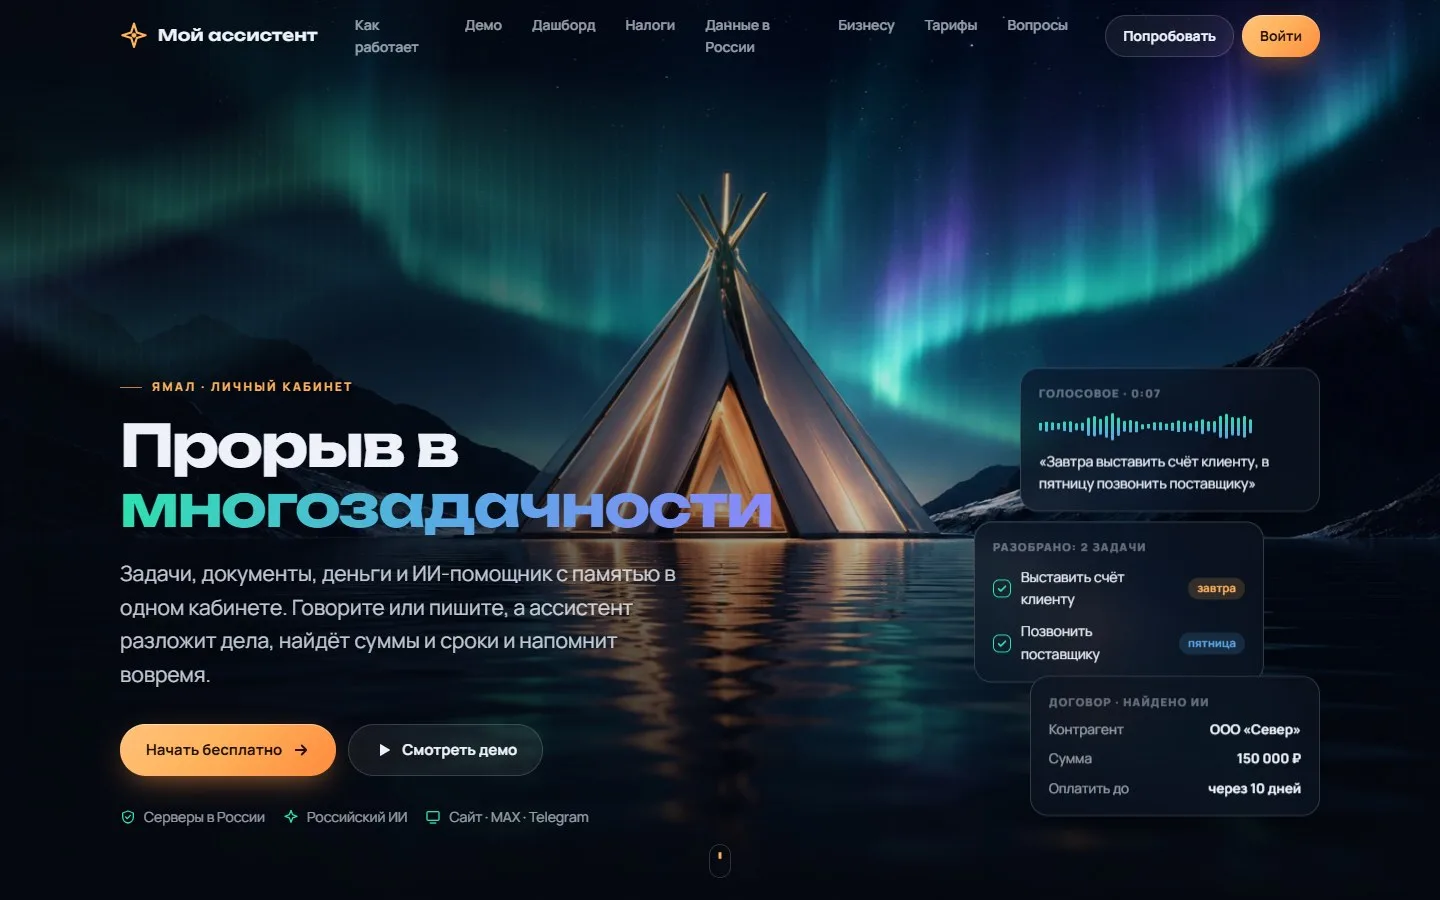 Мой ассистент
Как
работает
Демо
Дашборд
Налоги
Данные в
России
Бизнесу
Тарифы
Вопросы
Попробовать
Войти
ЯМАЛ · ЛИЧНЫЙ КАБИНЕТ
Прорыв в
многозадачности
Задачи, документы, деньги и ИИ-помощник с памятью в
одном кабинете. Говорите или пишите, а ассистент
разложит дела, найдёт суммы и сроки и напомнит
вовремя.
Начать бесплатно →
Смотреть демо
Серверы в России
Российский ИИ
Сайт · MAX · Telegram
ГОЛОСОВОЕ · 0:07
«Завтра выставить счёт клиенту, в
пятницу позвонить поставщику»
РАЗОБРАНО: 2 ЗАДАЧИ
Выставить счёт
клиенту
завтра
Позвонить
поставщику
пятница
ДОГОВОР · НАЙДЕНО ИИ
Контрагент ООО «Север»
Сумма 150 000 ₽
Оплатить до через 10 дней